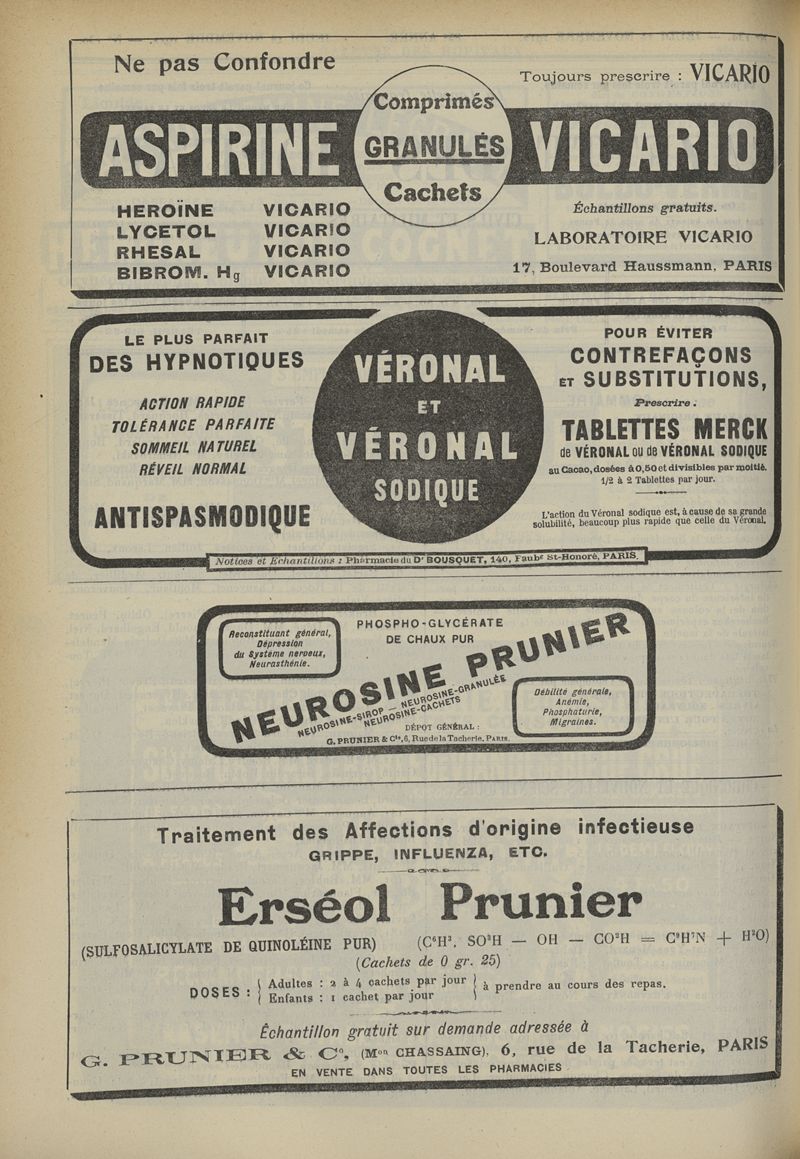 Ne pas Confondre
Toujours prescrire : VICARIO
Comprimés
ASPIRINE GRANULÉS VICARIO
Cachets
HEROÏNE VICARIO
LYCETOL VICARIO
RHESAL VICARIO
BIBROM. Hg VICARIO
Échantillons gratuits.
LABORATOIRE VICARIO
17, Boulevard Haussmann, PARIS
LE PLUS PARFAIT
DES HYPNOTIQUES
ACTION RAPIDE
TOLÉRANCE PARFAITE
SOMMEIL NATUREL
RÉVEIL NORMAL
ANTISPASMODIQUE
VÉRONAL
ET
VÉRONAL
SODIQUE
POUR ÉVITER
CONTREFAÇONS
ET SUBSTITUTIONS,
Prescrire.
TABLETTES MERCK
de VÉRONAL ou de VÉRONAL SODIQUE
au Cacao, dosées à 0,50 et divisibles par moitié.
1/2 à 2 Tablettes par jour.
L'action du Véronal sodique est, à cause de sa grande
solubilité, beaucoup plus rapide que celle du Véronal.
Notices et Echantillons : Pharmacie du Dr BOUSQUET, 140, Faubg St-Honoré, PARIS.
Reconstituant général,
Dépression
du Système nerveux,
Neurasthénie.
PHOSPHO-GLYCÉRATE
DE CHAUX PUR
NEUROSINE PRUNIER
NEUROSINE-SIROP — NEUROSINE-GRANULÉE
NEUROSINE-CACHETS
DÉPOT GÉNÉRAL :
G. PRUNIER & Cie, 6, Rue de la Tacherie, PARIS.
Débilité générale,
Anémie,
Phosphaturie,
Migraines.
Traitement des Affections d'origine infectieuse
GRIPPE, INFLUENZA, ETC.
Erséol Prunier
(SULFOSALICYLATE DE QUINOLÉINE PUR) (C⁶H³, SO³H — OH — CO²H = C⁹H⁷N + H²O)
(Cachets de 0 gr. 25)
DOSES : { Adultes : 2 à 4 cachets par jour } à prendre au cours des repas.
{ Enfants : 1 cachet par jour }
Échantillon gratuit sur demande adressée à
G. PRUNIER & Co, (Mon CHASSAING), 6, rue de la Tacherie, PARIS
EN VENTE DANS TOUTES LES PHARMACIES